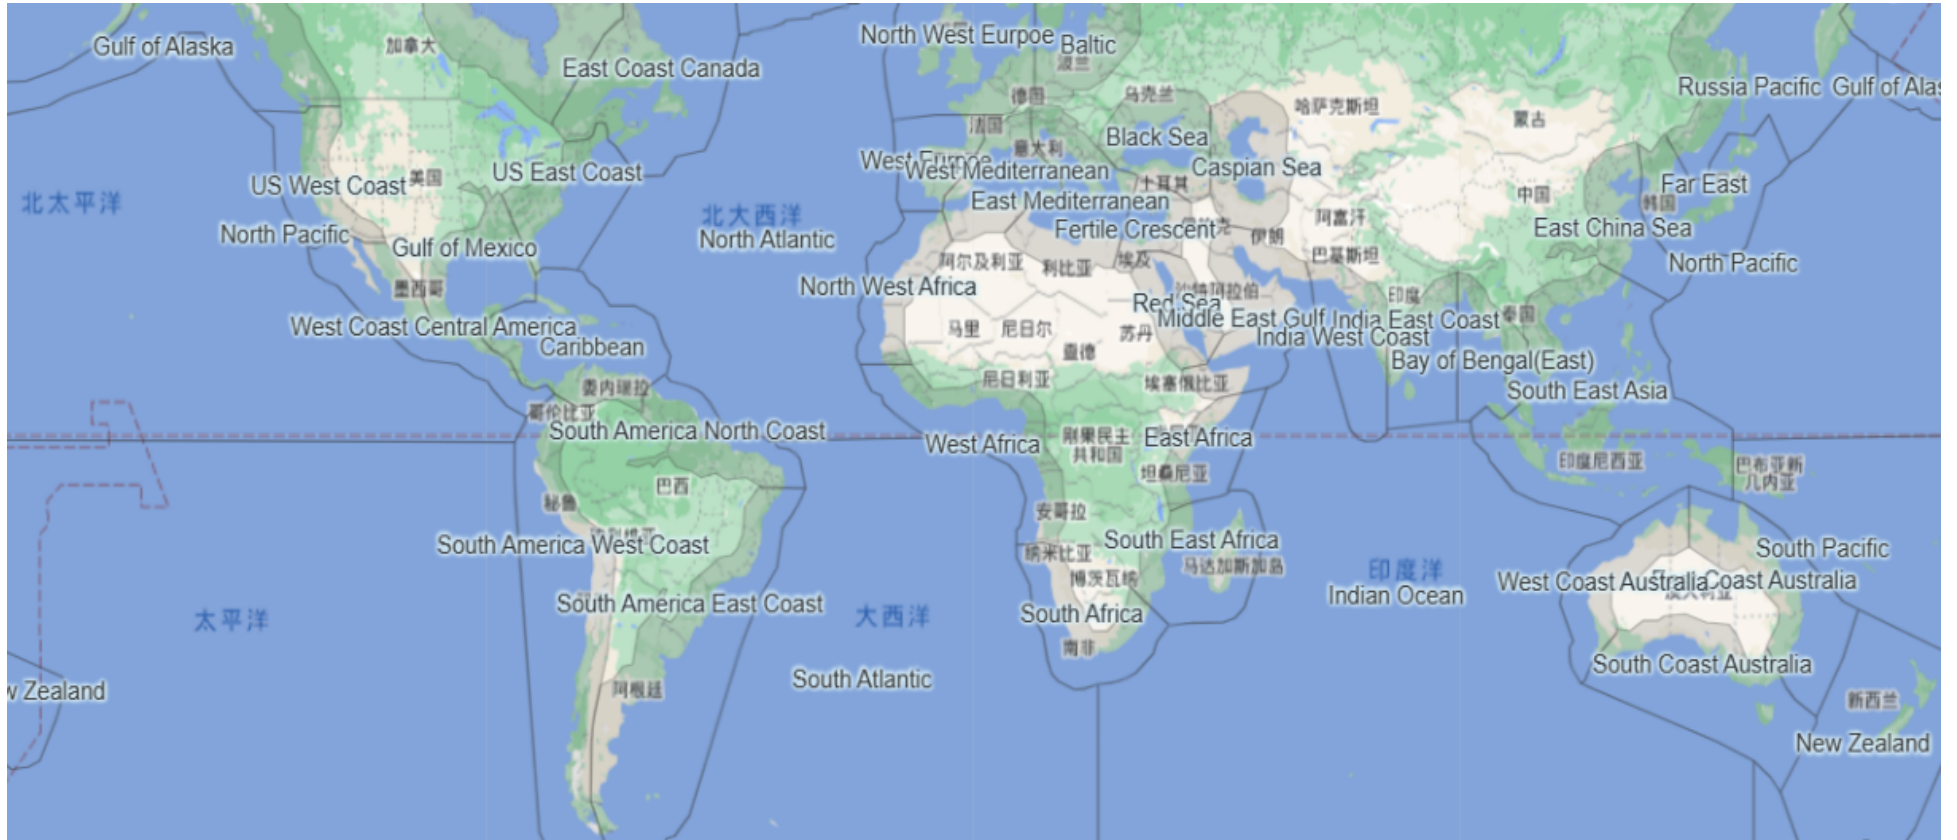 North West Eurpoe
Gulf of Alaska
加拿大
Baltic
波兰
East Coast Canada
Russia Pacific
Gulf of Alas
德国
乌克兰
哈萨克斯坦
蒙古
法国
Black Sea
意大利
West Eurpoe
West Mediterranean
Caspian Sea
US East Coast
US West Coast
美国
土耳其
中国
Far East
韩国
北太平洋
East Mediterranean
北大西洋
阿富汗
Fertile Crescent
伊朗
East China Sea
North Pacific
North Atlantic
Gulf of Mexico
阿尔及利亚
利比亚
埃及
巴基斯坦
North Pacific
墨西哥
North West Africa
沙特阿拉伯
印度
Red Sea
Middle East Gulf
India East Coast
泰国
West Coast Central America
马里
尼日尔
苏丹
India West Coast
Caribbean
乍得
Bay of Bengal(East)
委内瑞拉
尼日利亚
埃塞俄比亚
South East Asia
哥伦比亚
South America North Coast
West Africa
刚果民主
共和国
East Africa
印度尼西亚
巴布亚新
几内亚
坦桑尼亚
巴西
秘鲁
安哥拉
South America West Coast
South East Africa
South Pacific
纳米比亚
马达加斯加岛
印度洋
博茨瓦纳
West Coast Australia
Coast Australia
Indian Ocean
South America East Coast
太平洋
大西洋
South Africa
南非
South Coast Australia
South Atlantic
w Zealand
阿根廷
新西兰
New Zealand